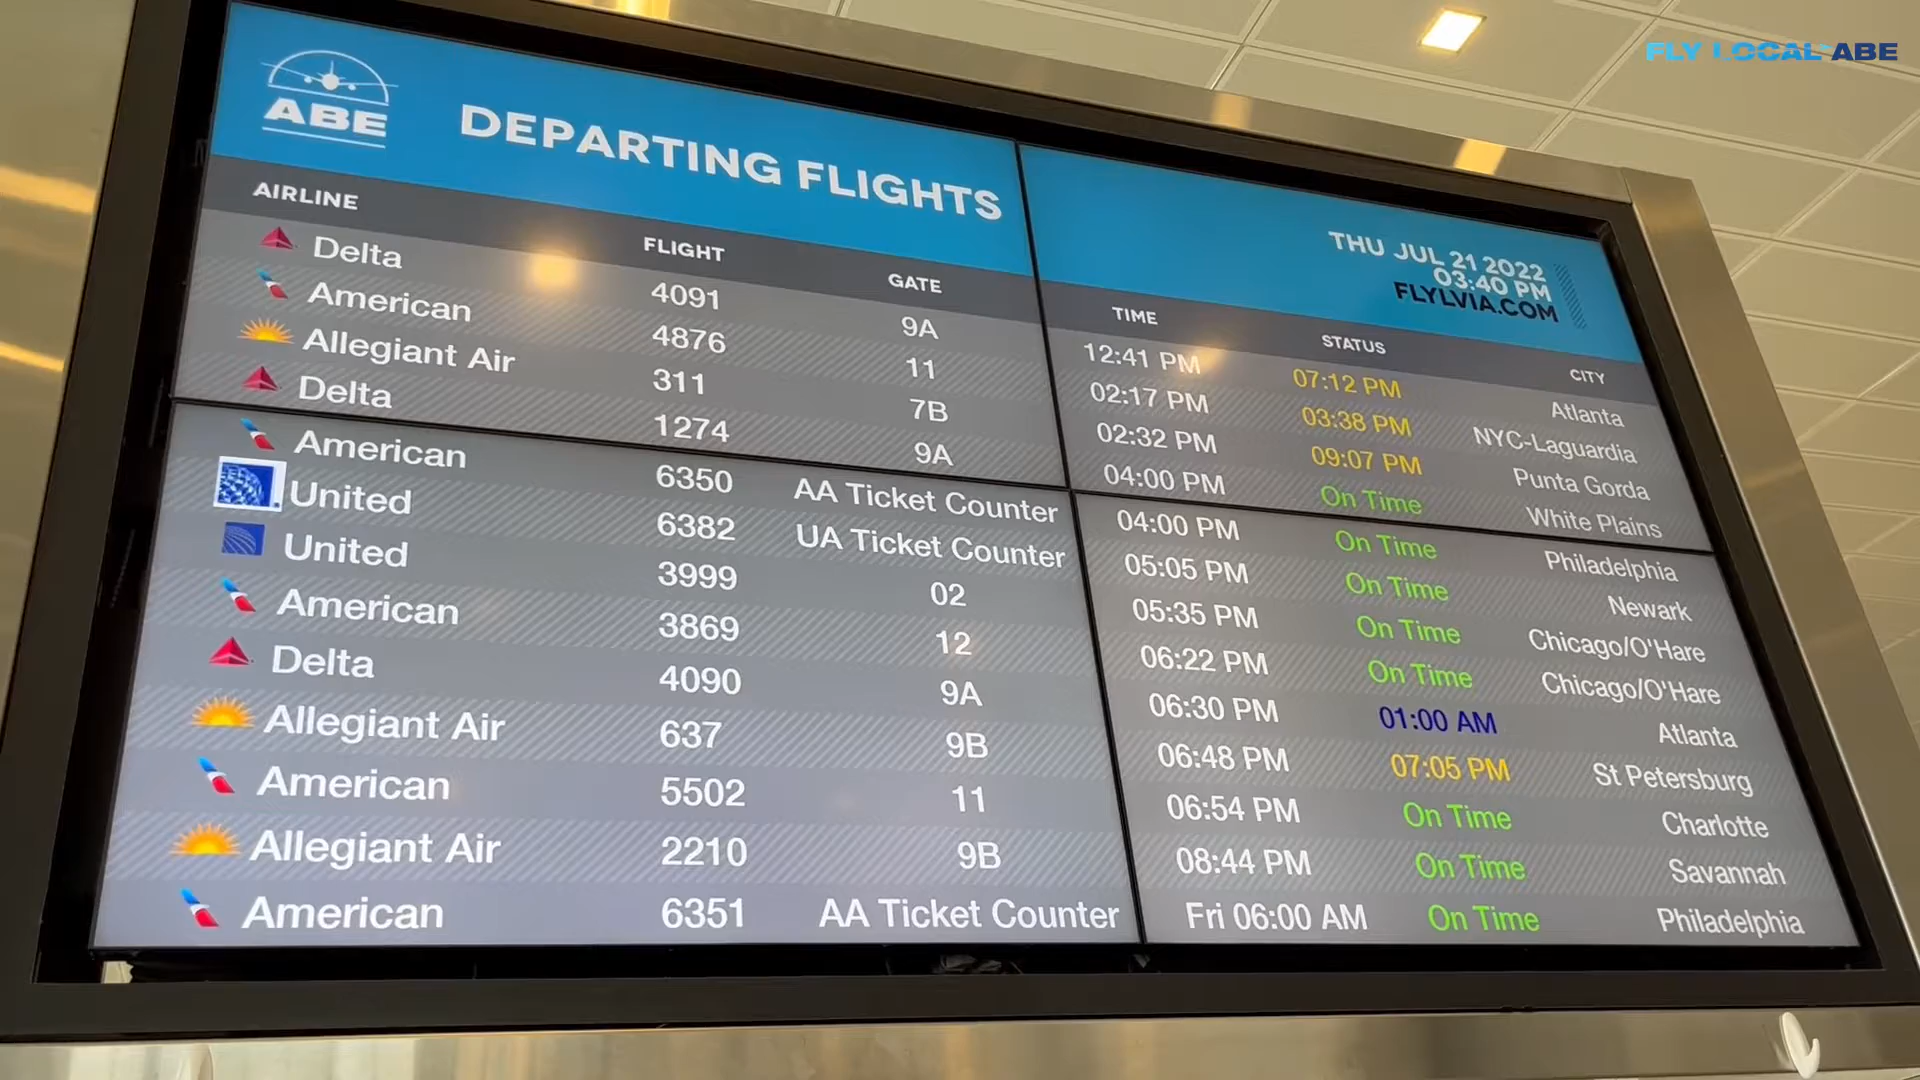 FLY LOCAL ABE
ABE
DEPARTING FLIGHTS
THU JUL 21 2022
03:40 PM
FLYLVIA.COM
AIRLINE FLIGHT GATE TIME STATUS CITY
Delta 4091 9A 12:41 PM 07:12 PM Atlanta
American 4876 11 02:17 PM 03:38 PM NYC-Laguardia
Allegiant Air 311 7B 02:32 PM 09:07 PM Punta Gorda
Delta 1274 9A 04:00 PM On Time White Plains
American 6350 AA Ticket Counter 04:00 PM On Time Philadelphia
United 6382 UA Ticket Counter 05:05 PM On Time Newark
United 3999 02 05:35 PM On Time Chicago/O'Hare
American 3869 12 06:22 PM On Time Chicago/O'Hare
Delta 4090 9A 06:30 PM 01:00 AM Atlanta
Allegiant Air 637 9B 06:48 PM 07:05 PM St Petersburg
American 5502 11 06:54 PM On Time Charlotte
Allegiant Air 2210 9B 08:44 PM On Time Savannah
American 6351 AA Ticket Counter Fri 06:00 AM On Time Philadelphia